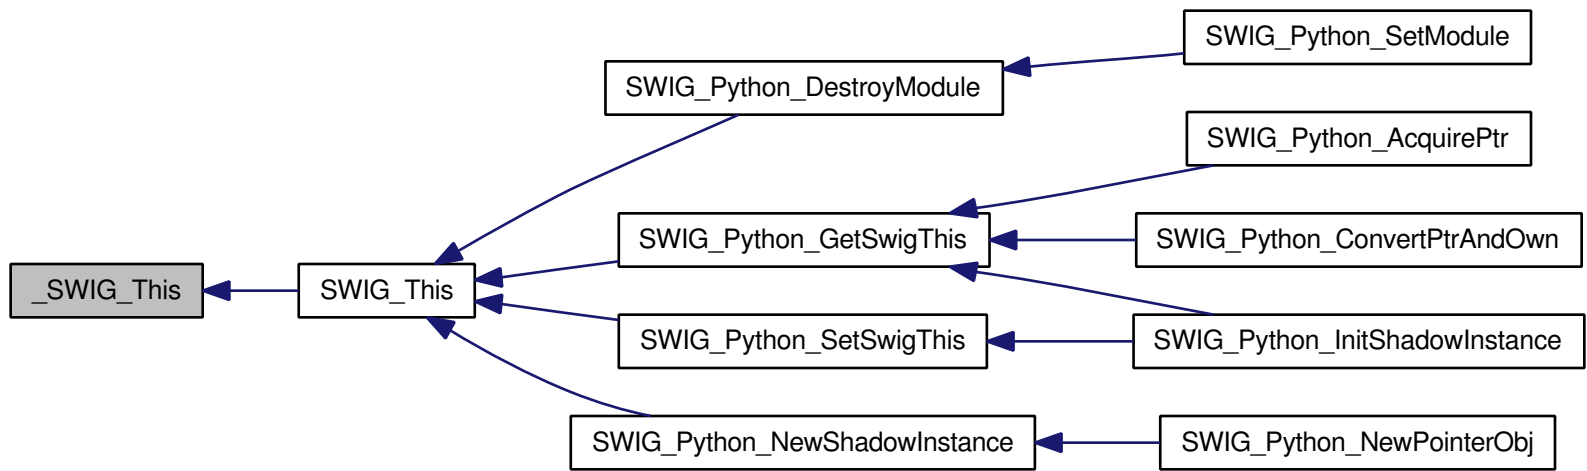 SWIG_Python_SetModule
SWIG_Python_DestroyModule
SWIG_Python_AcquirePtr
SWIG_Python_GetSwigThis
SWIG_Python_ConvertPtrAndOwn
_SWIG_This
SWIG_This
SWIG_Python_SetSwigThis
SWIG_Python_InitShadowInstance
SWIG_Python_NewShadowInstance
SWIG_Python_NewPointerObj